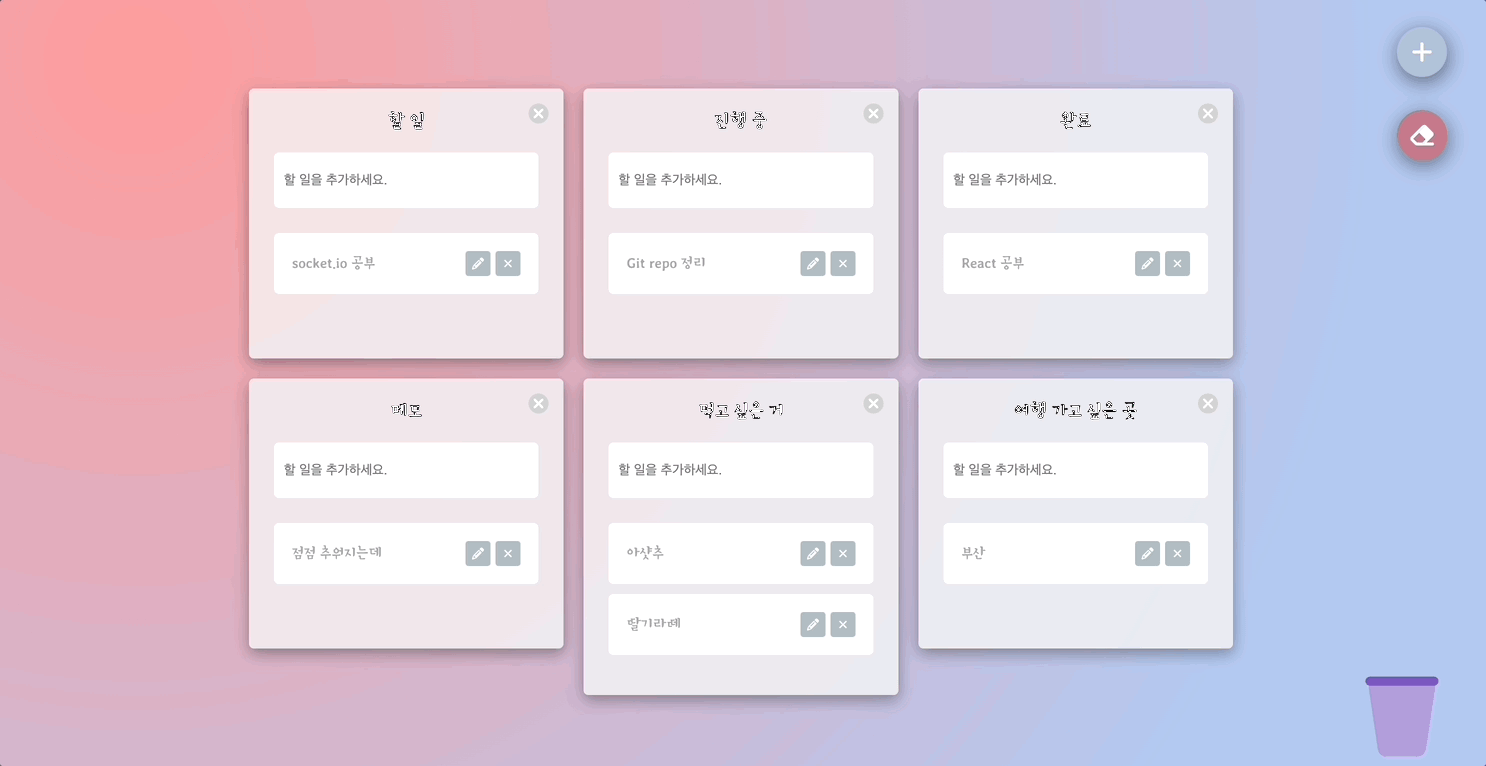 할 일
할 일을 추가하세요.
socket.io 공부
진행 중
할 일을 추가하세요.
Git repo 정리
완료
할 일을 추가하세요.
React 공부
메모
할 일을 추가하세요.
점점 추워지는데
먹고 싶은 거
할 일을 추가하세요.
아샷추
딸기라떼
여행 가고 싶은 곳
할 일을 추가하세요.
부산